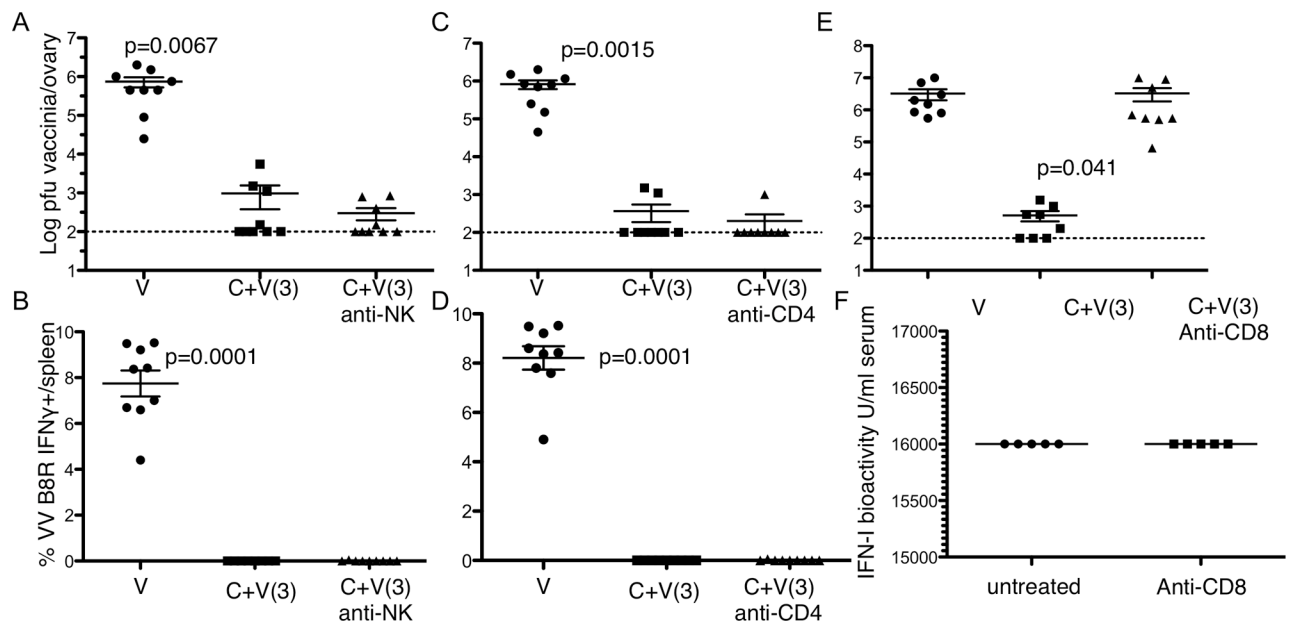 A
Log pfu vaccinia/ovary
7
6
5
4
3
2
1
p=0.0067
V
C+V(3)
C+V(3)
anti-NK
C
7
6
5
4
3
2
1
p=0.0015
V
C+V(3)
C+V(3)
anti-CD4
E
8
7
6
5
4
3
2
1
p=0.041
V
C+V(3)
C+V(3)
Anti-CD8
B
% VV B8R IFNγ+/spleen
10
8
6
4
2
0
p=0.0001
V
C+V(3)
C+V(3)
anti-NK
D
10
8
6
4
2
0
p=0.0001
V
C+V(3)
C+V(3)
anti-CD4
F
IFN-I bioactivity U/ml serum
17000
16500
16000
15500
15000
untreated
Anti-CD8